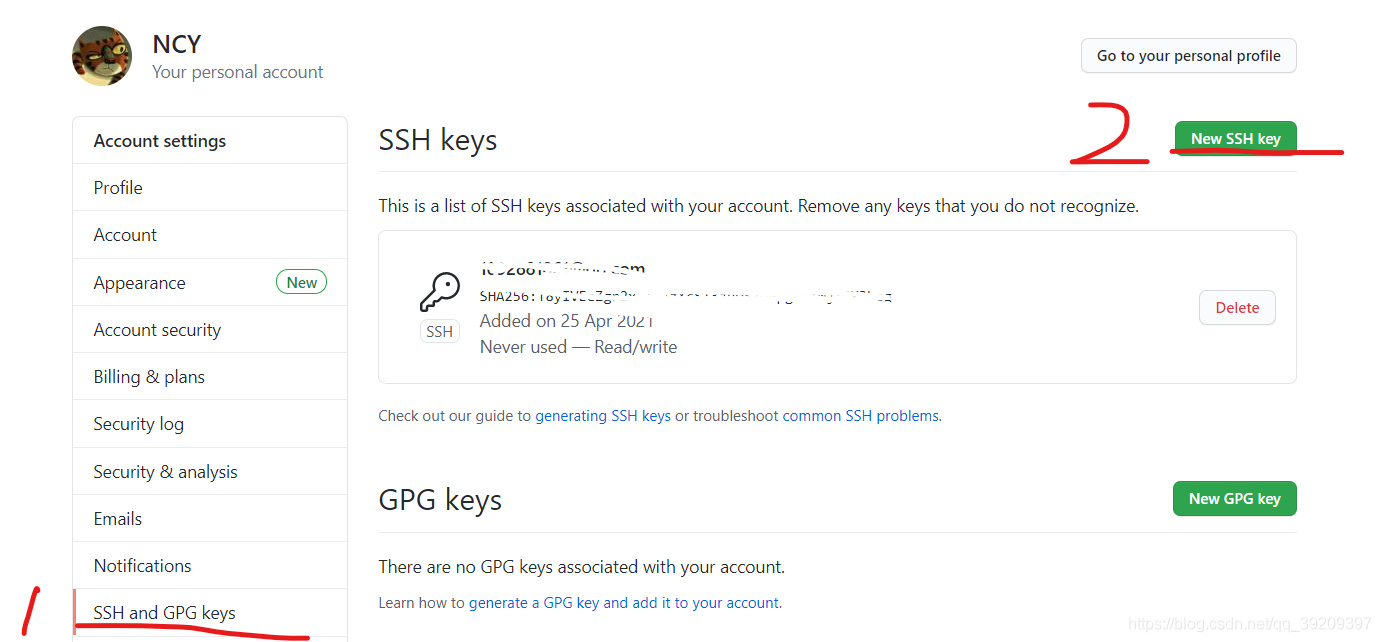 NCY
Your personal account
Go to your personal profile
Account settings
Profile
Account
Appearance New
Account security
Billing & plans
Security log
Security & analysis
Emails
Notifications
1 SSH and GPG keys
SSH keys
2 New SSH key
This is a list of SSH keys associated with your account. Remove any keys that you do not recognize.
SSH
Added on 25 Apr 2021
Never used — Read/write
Delete
Check out our guide to generating SSH keys or troubleshoot common SSH problems.
GPG keys
New GPG key
There are no GPG keys associated with your account.
Learn how to generate a GPG key and add it to your account.
https://blog.csdn.net/qq_39209397